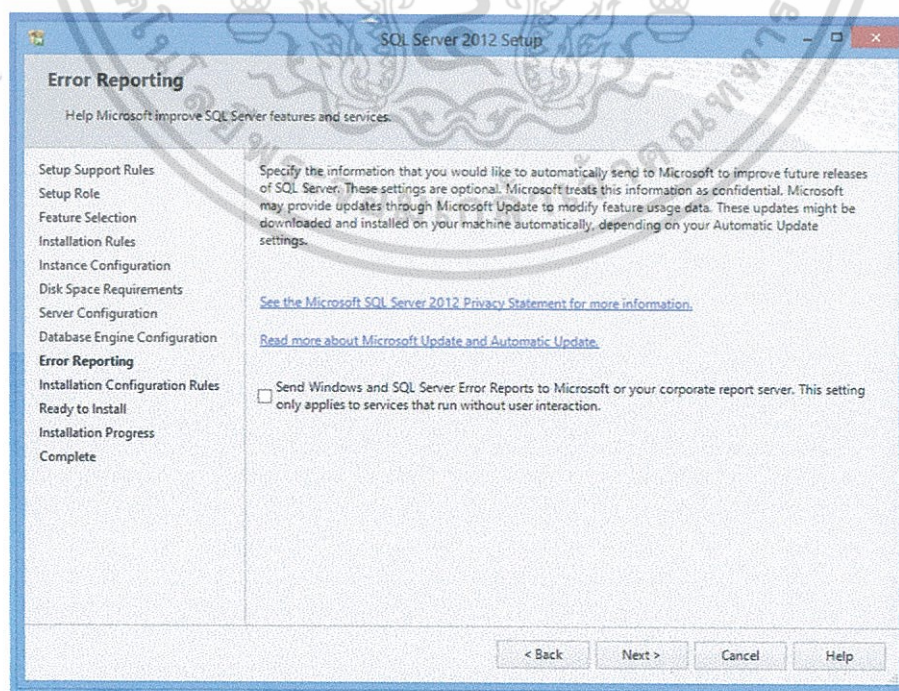 SQL Server 2012 Setup
Error Reporting
Help Microsoft improve SQL Server features and services.
Setup Support Rules
Setup Role
Feature Selection
Installation Rules
Instance Configuration
Disk Space Requirements
Server Configuration
Database Engine Configuration
Error Reporting
Installation Configuration Rules
Ready to Install
Installation Progress
Complete
Specify the information that you would like to automatically send to Microsoft to improve future releases
of SQL Server. These settings are optional. Microsoft treats this information as confidential. Microsoft
may provide updates through Microsoft Update to modify feature usage data. These updates might be
downloaded and installed on your machine automatically, depending on your Automatic Update
settings.
See the Microsoft SQL Server 2012 Privacy Statement for more information.
Read more about Microsoft Update and Automatic Update.
Send Windows and SQL Server Error Reports to Microsoft or your corporate report server. This setting
only applies to services that run without user interaction.
< Back
Next >
Cancel
Help